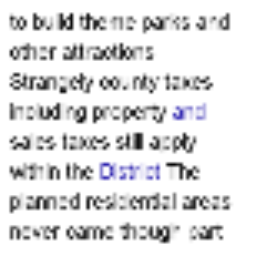 to build theme parks and
other attractions
Strangely county taxes
including property and
sales taxes still apply
within the District The
planned residential areas
never came though part